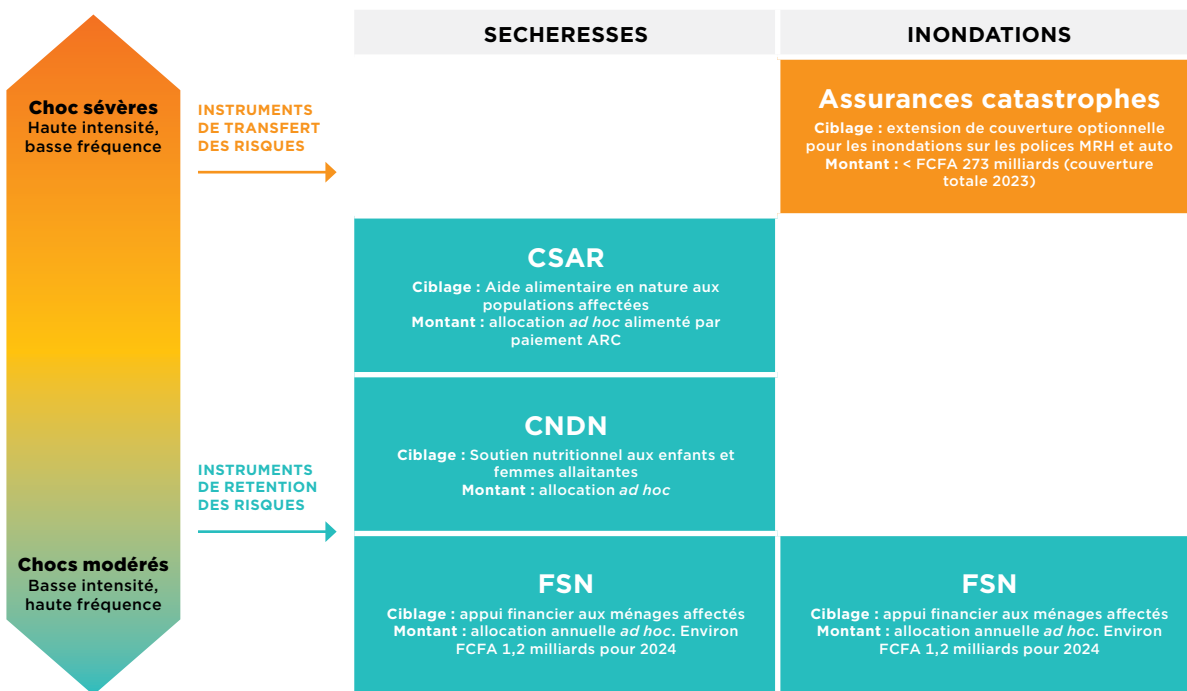 SECHERESSES
INONDATIONS
Choc sévères
Haute intensité,
basse fréquence
INSTRUMENTS
DE TRANSFERT
DES RISQUES
Assurances catastrophes
Ciblage : extension de couverture optionnelle
pour les inondations sur les polices MRH et auto
Montant : < FCFA 273 milliards (couverture
totale 2023)
CSAR
Ciblage : Aide alimentaire en nature aux
populations affectées
Montant : allocation ad hoc alimenté par
paiement ARC
CNDN
Ciblage : Soutien nutritionnel aux enfants et
femmes allaitantes
Montant : allocation ad hoc
INSTRUMENTS
DE RETENTION
DES RISQUES
Chocs modérés
Basse intensité,
haute fréquence
FSN
Ciblage : appui financier aux ménages affectés
Montant : allocation annuelle ad hoc. Environ
FCFA 1,2 milliards pour 2024
FSN
Ciblage : appui financier aux ménages affectés
Montant : allocation annuelle ad hoc. Environ
FCFA 1,2 milliards pour 2024